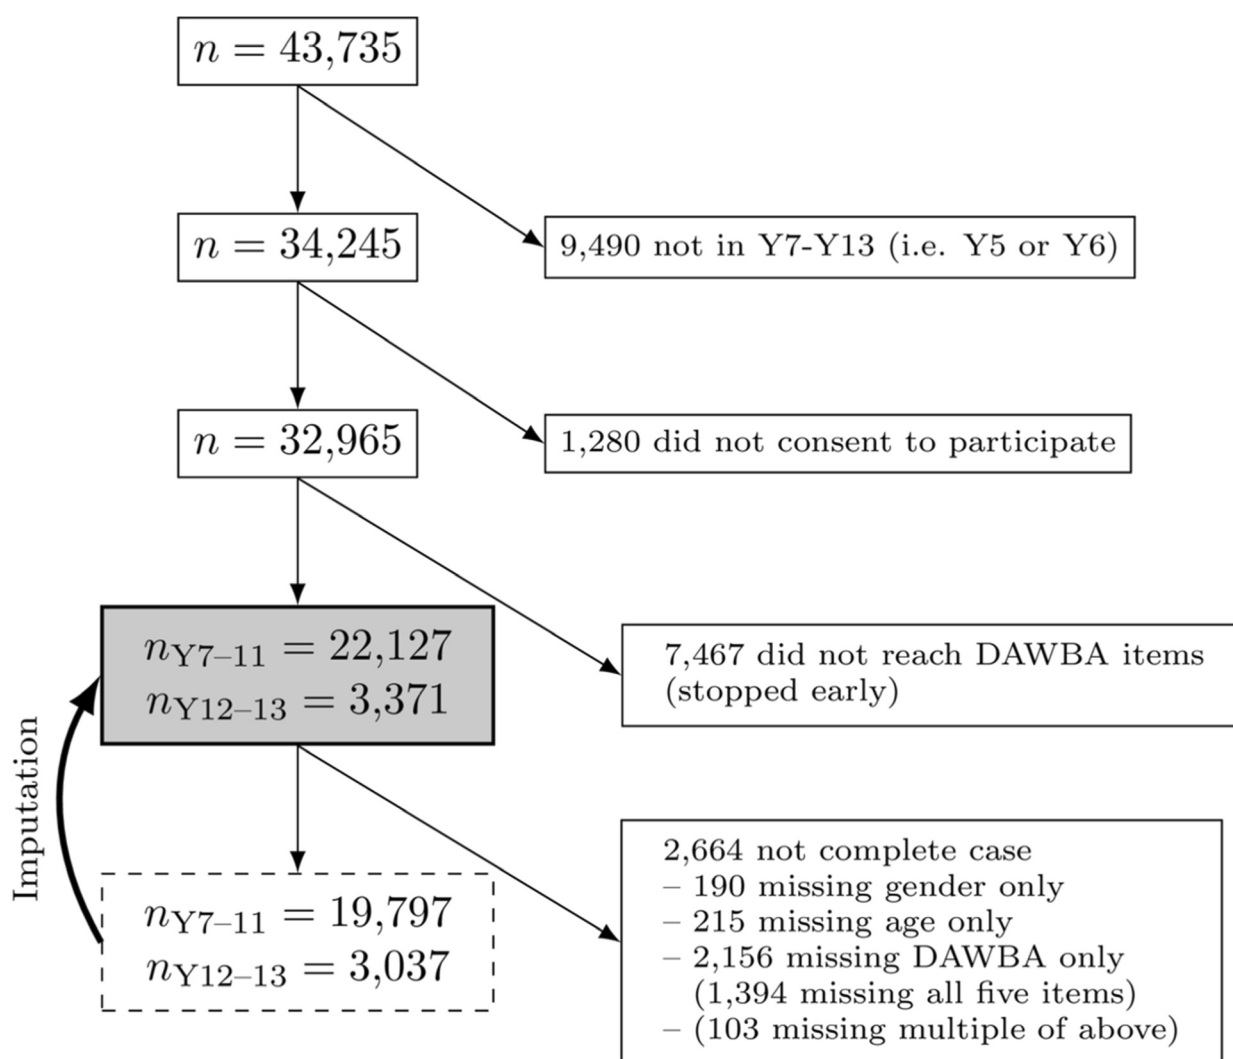 n = 43,735
n = 34,245
9,490 not in Y7-Y13 (i.e. Y5 or Y6)
n = 32,965
1,280 did not consent to participate
nY7–11 = 22,127
nY12–13 = 3,371
7,467 did not reach DAWBA items
(stopped early)
Imputation
nY7–11 = 19,797
nY12–13 = 3,037
2,664 not complete case
– 190 missing gender only
– 215 missing age only
– 2,156 missing DAWBA only
(1,394 missing all five items)
– (103 missing multiple of above)